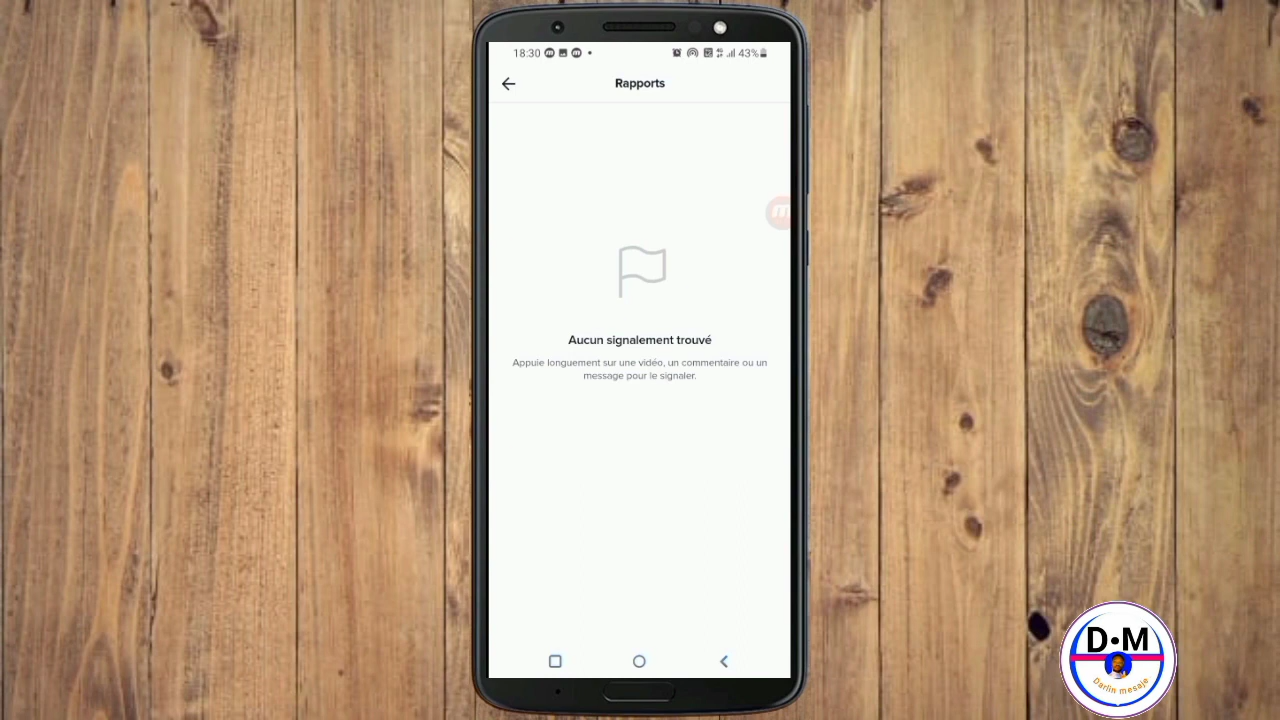 18:30
43%
Rapports
Aucun signalement trouvé
Appuie longuement sur une vidéo, un commentaire ou un
message pour le signaler.
D•M
Darlin mesaje